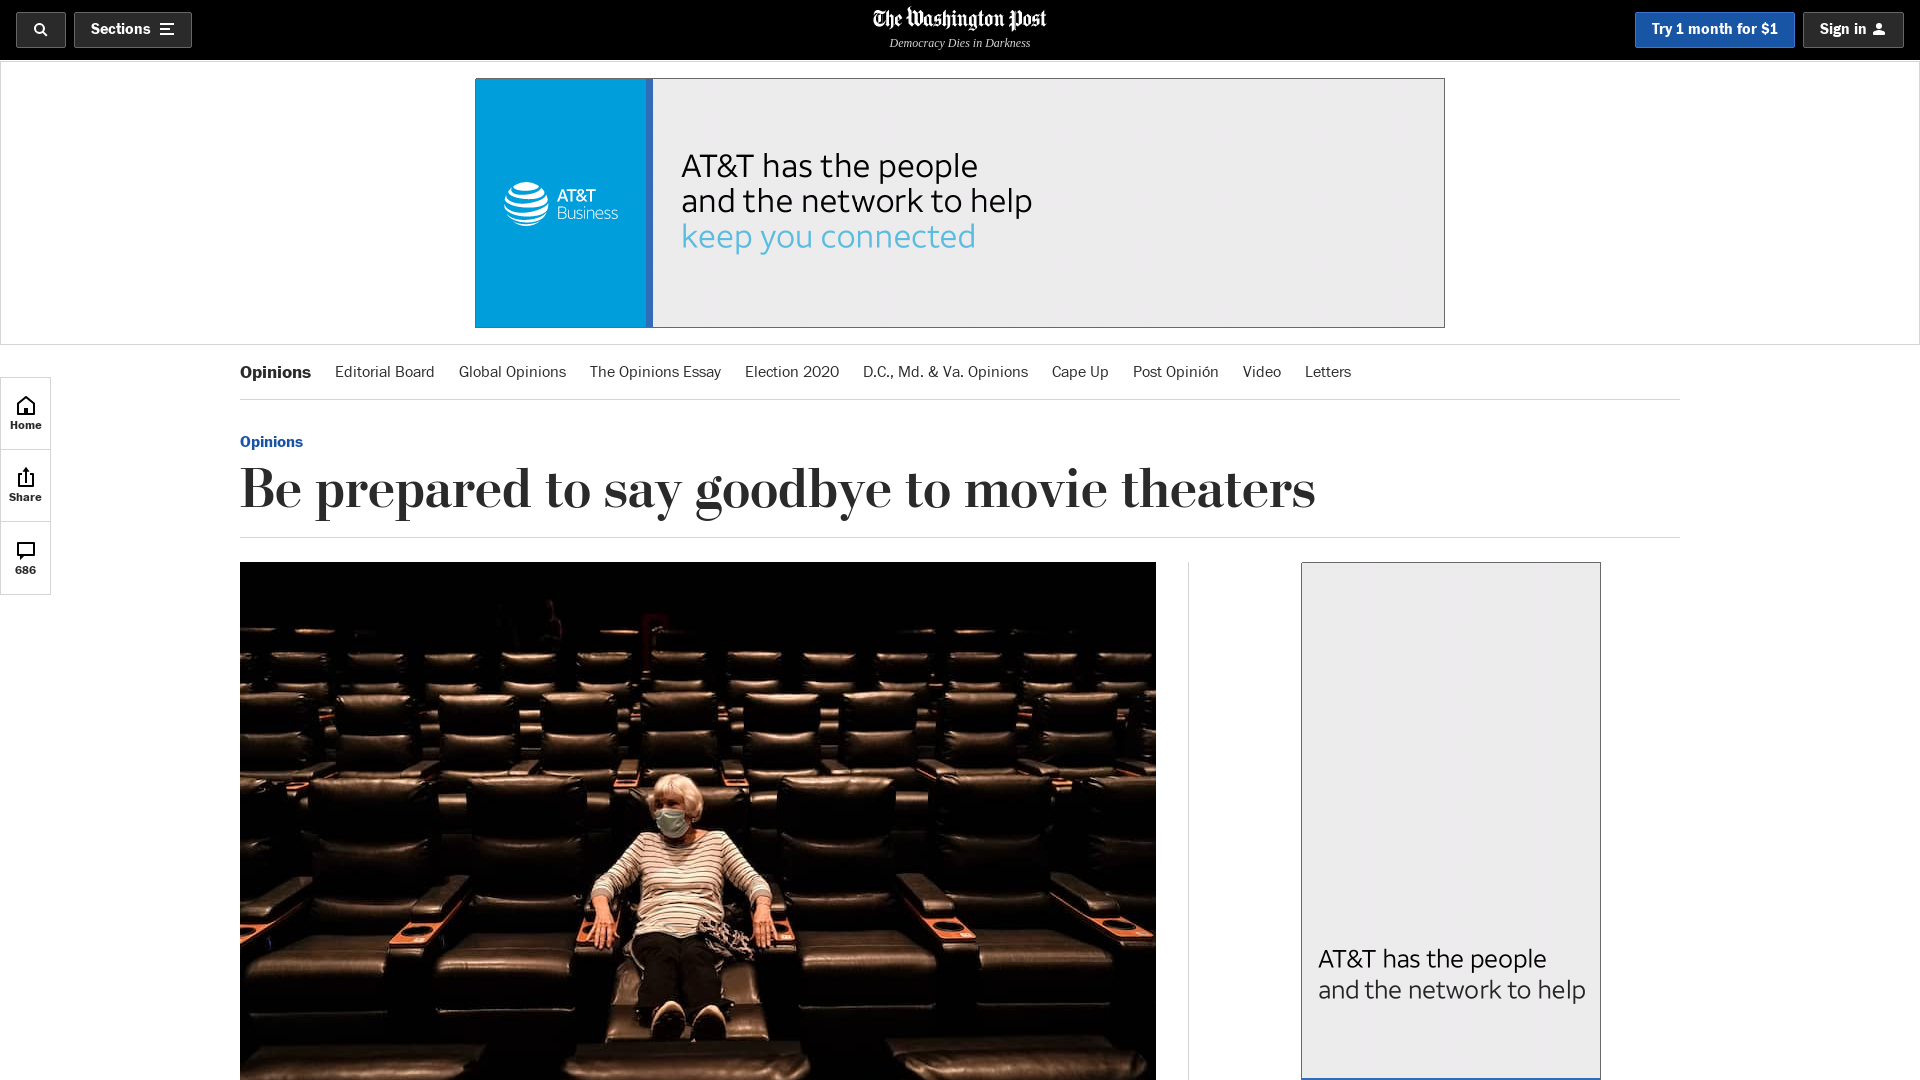 Sections
The Washington Post
Democracy Dies in Darkness
Try 1 month for $1
Sign in
AT&T
Business
AT&T has the people
and the network to help
keep you connected
Opinions Editorial Board Global Opinions The Opinions Essay Election 2020 D.C., Md. & Va. Opinions Cape Up Post Opinión Video Letters
Home
Share
686
Opinions
Be prepared to say goodbye to movie theaters
AT&T has the people
and the network to help